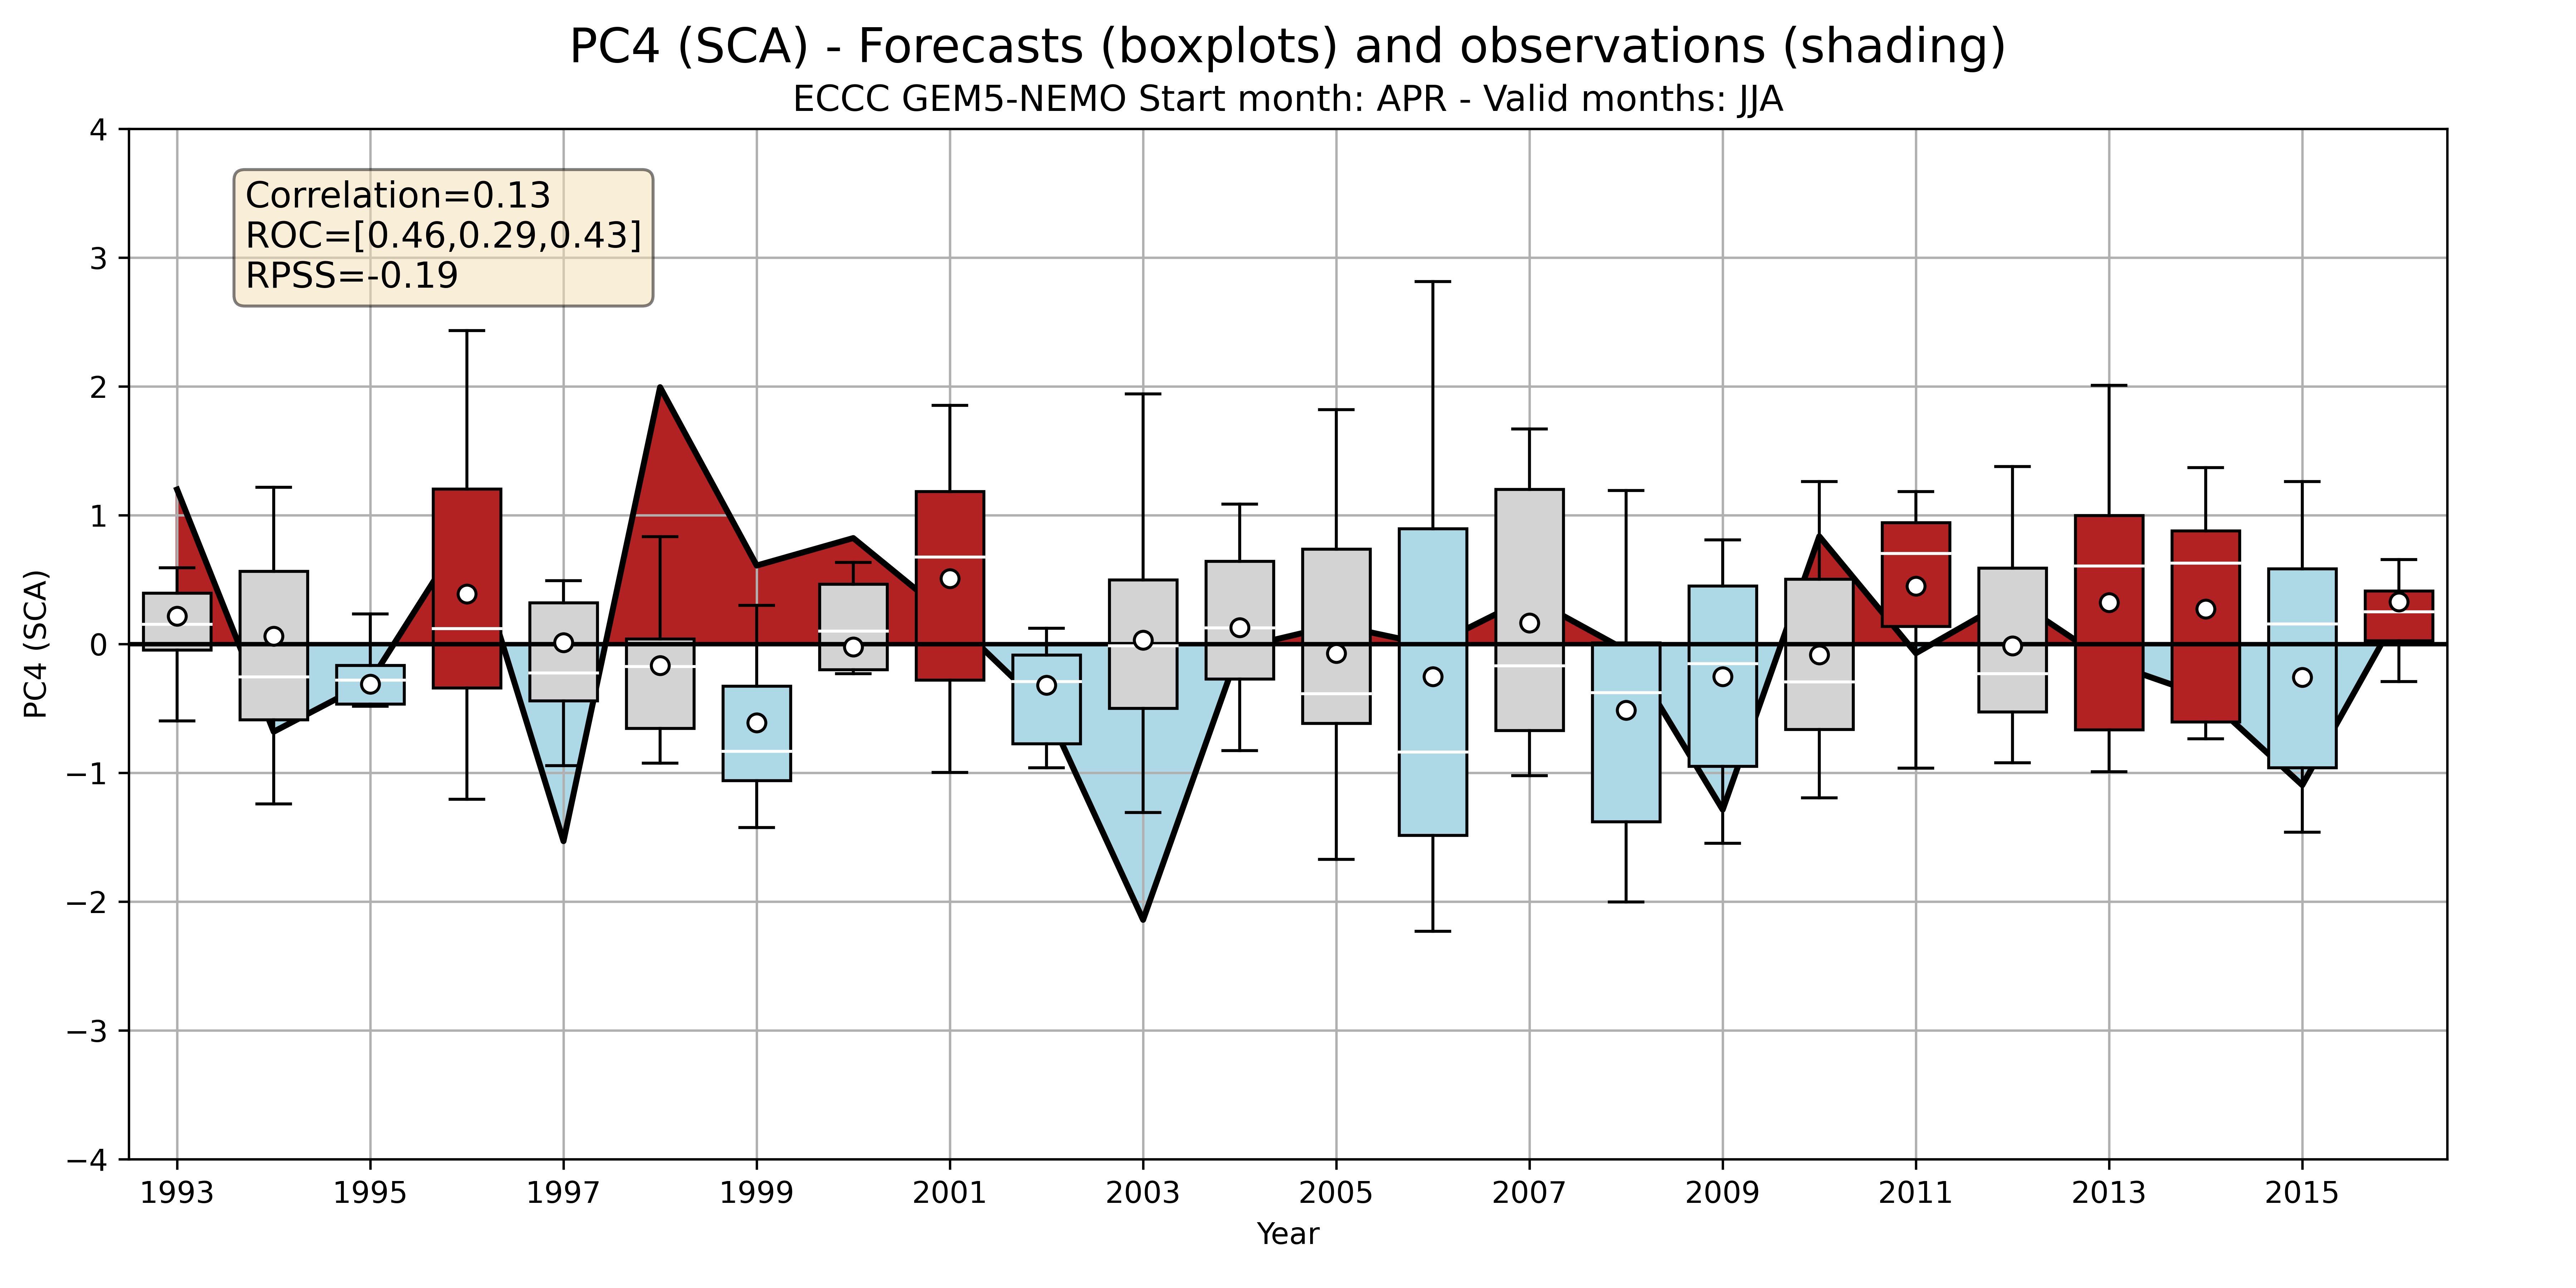 PC4 (SCA) - Forecasts (boxplots) and observations (shading)
ECCC GEM5-NEMO Start month: APR - Valid months: JJA
Correlation=0.13
ROC=[0.46,0.29,0.43]
RPSS=-0.19
PC4 (SCA)
4
3
2
1
0
−1
−2
−3
−4
1993 1995 1997 1999 2001 2003 2005 2007 2009 2011 2013 2015
Year